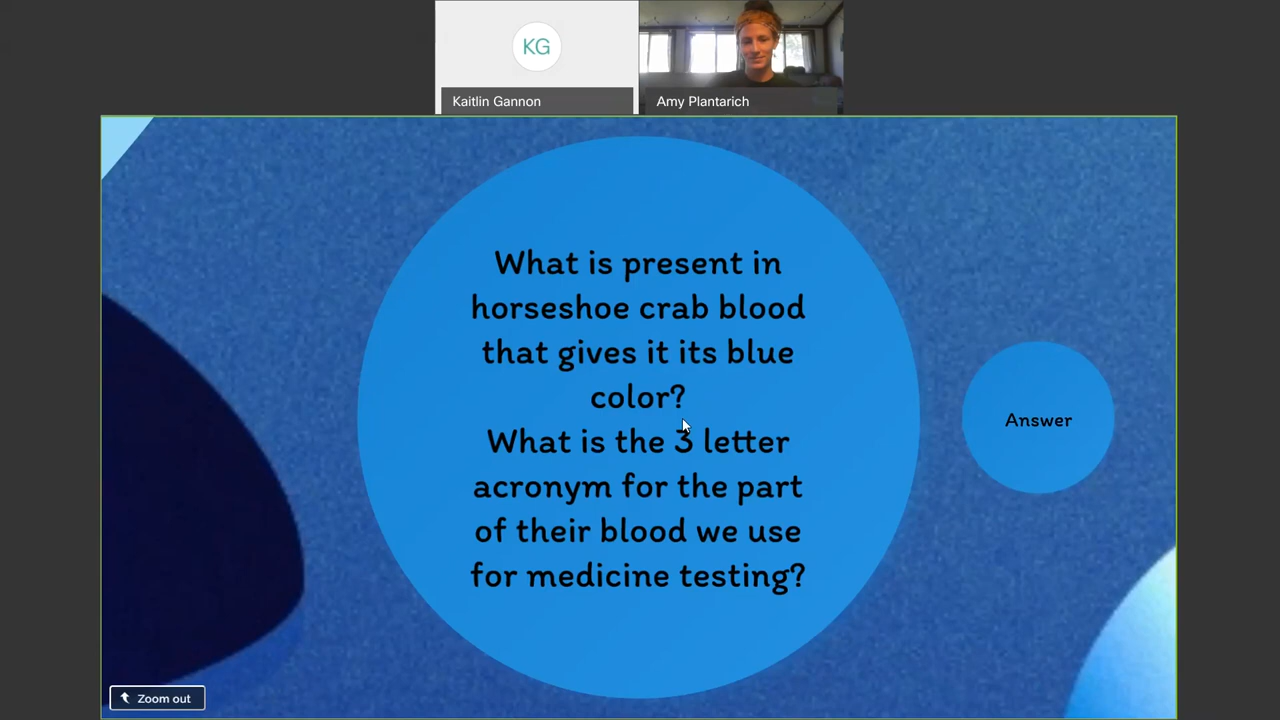 KG
Kaitlin Gannon
Amy Plantarich
What is present in
horseshoe crab blood
that gives it its blue
color?
What is the 3 letter
acronym for the part
of their blood we use
for medicine testing?
Answer
Zoom out